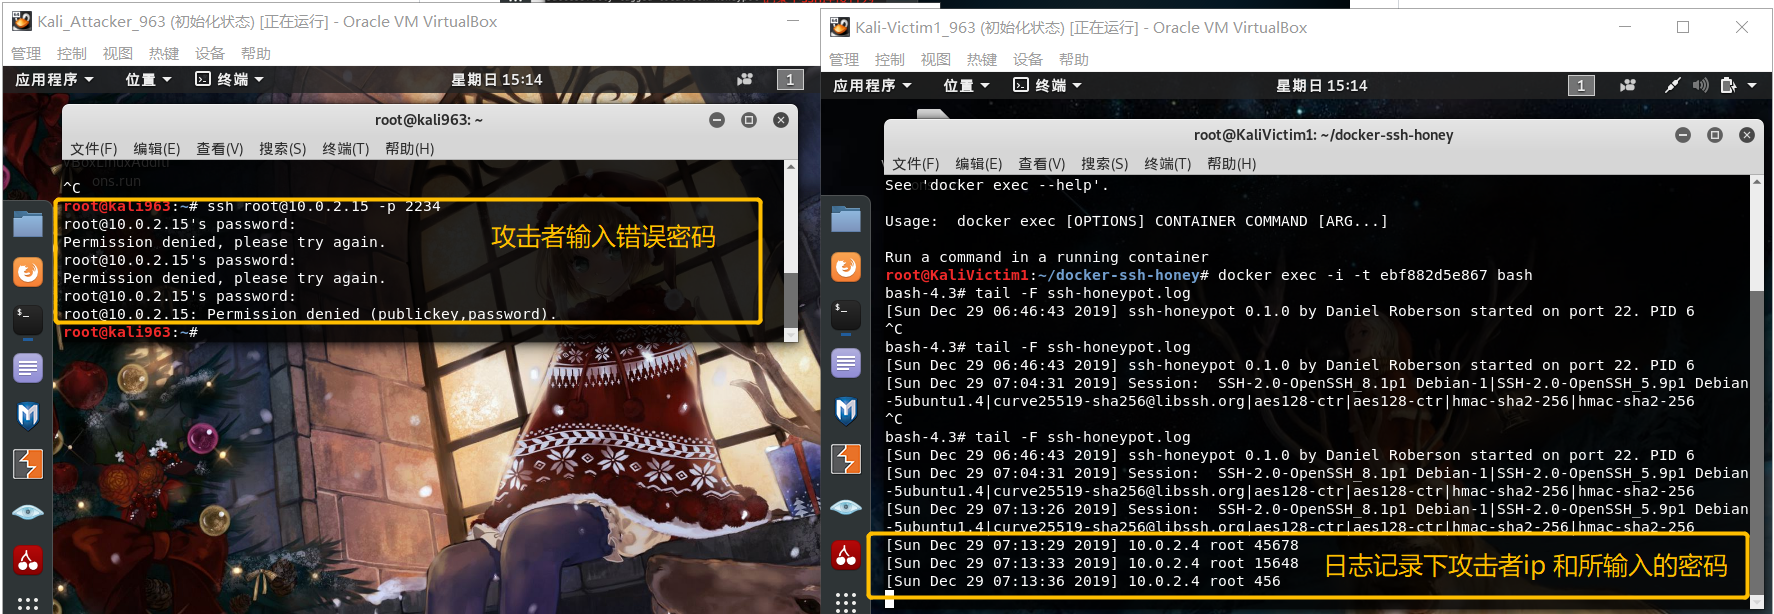 Kali_Attacker_963 (初始化状态) [正在运行] - Oracle VM VirtualBox
管理 控制 视图 热键 设备 帮助
应用程序 位置 终端 星期日 15:14 1
root@kali963: ~
文件(F) 编辑(E) 查看(V) 搜索(S) 终端(T) 帮助(H)
ons.run
^C
root@kali963:~# ssh root@10.0.2.15 -p 2234
root@10.0.2.15's password:
Permission denied, please try again.
root@10.0.2.15's password:
Permission denied, please try again.
root@10.0.2.15's password:
root@10.0.2.15: Permission denied (publickey,password).
root@kali963:~#
攻击者输入错误密码
Kali-Victim1_963 (初始化状态) [正在运行] - Oracle VM VirtualBox
管理 控制 视图 热键 设备 帮助
应用程序 位置 终端 星期日 15:14 1
root@KaliVictim1: ~/docker-ssh-honey
文件(F) 编辑(E) 查看(V) 搜索(S) 终端(T) 帮助(H)
See 'docker exec --help'.
Usage:  docker exec [OPTIONS] CONTAINER COMMAND [ARG...]
Run a command in a running container
root@KaliVictim1:~/docker-ssh-honey# docker exec -i -t ebf882d5e867 bash
bash-4.3# tail -F ssh-honeypot.log
[Sun Dec 29 06:46:43 2019] ssh-honeypot 0.1.0 by Daniel Roberson started on port 22. PID 6
^C
bash-4.3# tail -F ssh-honeypot.log
[Sun Dec 29 06:46:43 2019] ssh-honeypot 0.1.0 by Daniel Roberson started on port 22. PID 6
[Sun Dec 29 07:04:31 2019] Session:  SSH-2.0-OpenSSH_8.1p1 Debian-1|SSH-2.0-OpenSSH_5.9p1 Debian
-5ubuntu1.4|curve25519-sha256@libssh.org|aes128-ctr|aes128-ctr|hmac-sha2-256|hmac-sha2-256
^C
bash-4.3# tail -F ssh-honeypot.log
[Sun Dec 29 06:46:43 2019] ssh-honeypot 0.1.0 by Daniel Roberson started on port 22. PID 6
[Sun Dec 29 07:04:31 2019] Session:  SSH-2.0-OpenSSH_8.1p1 Debian-1|SSH-2.0-OpenSSH_5.9p1 Debian
-5ubuntu1.4|curve25519-sha256@libssh.org|aes128-ctr|aes128-ctr|hmac-sha2-256|hmac-sha2-256
[Sun Dec 29 07:13:26 2019] Session:  SSH-2.0-OpenSSH_8.1p1 Debian-1|SSH-2.0-OpenSSH_5.9p1 Debian
-5ubuntu1.4|curve25519-sha256@libssh.org|aes128-ctr|aes128-ctr|hmac-sha2-256|hmac-sha2-256
[Sun Dec 29 07:13:29 2019] 10.0.2.4 root 45678
[Sun Dec 29 07:13:33 2019] 10.0.2.4 root 15648
[Sun Dec 29 07:13:36 2019] 10.0.2.4 root 456
日志记录下攻击者ip 和所输入的密码